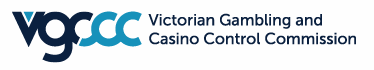 vgccc Victorian Gambling and
Casino Control Commission